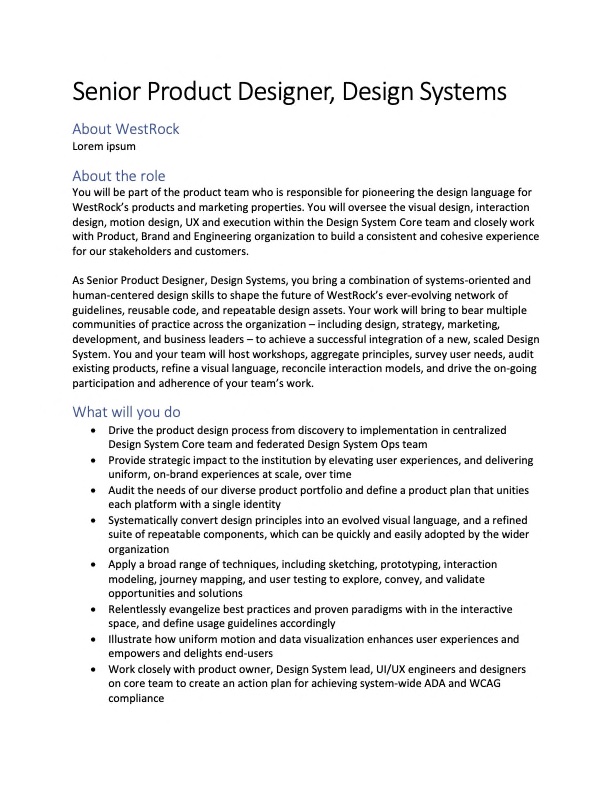 Senior Product Designer, Design Systems
About WestRock
Lorem ipsum
About the role
You will be part of the product team who is responsible for pioneering the design language for
WestRock's products and marketing properties. You will oversee the visual design, interaction
design, motion design, UX and execution within the Design System Core team and closely work
with Product, Brand and Engineering organization to build a consistent and cohesive experience
for our stakeholders and customers.
As Senior Product Designer, Design Systems, you bring a combination of systems-oriented and
human-centered design skills to shape the future of WestRock's ever-evolving network of
guidelines, reusable code, and repeatable design assets. Your work will bring to bear multiple
communities of practice across the organization – including design, strategy, marketing,
development, and business leaders – to achieve a successful integration of a new, scaled Design
System. You and your team will host workshops, aggregate principles, survey user needs, audit
existing products, refine a visual language, reconcile interaction models, and drive the on-going
participation and adherence of your team's work.
What will you do
• Drive the product design process from discovery to implementation in centralized
Design System Core team and federated Design System Ops team
• Provide strategic impact to the institution by elevating user experiences, and delivering
uniform, on-brand experiences at scale, over time
• Audit the needs of our diverse product portfolio and define a product plan that unities
each platform with a single identity
• Systematically convert design principles into an evolved visual language, and a refined
suite of repeatable components, which can be quickly and easily adopted by the wider
organization
• Apply a broad range of techniques, including sketching, prototyping, interaction
modeling, journey mapping, and user testing to explore, convey, and validate
opportunities and solutions
• Relentlessly evangelize best practices and proven paradigms with in the interactive
space, and define usage guidelines accordingly
• Illustrate how uniform motion and data visualization enhances user experiences and
empowers and delights end-users
• Work closely with product owner, Design System lead, UI/UX engineers and designers
on core team to create an action plan for achieving system-wide ADA and WCAG
compliance